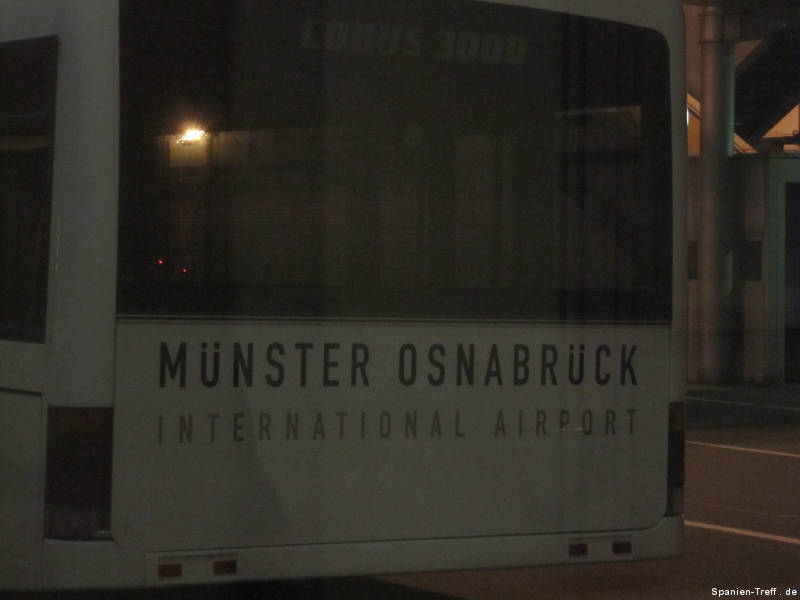 COBUS 3000
MÜNSTER OSNABRÜCK
INTERNATIONAL AIRPORT
Spanien-Treff . de